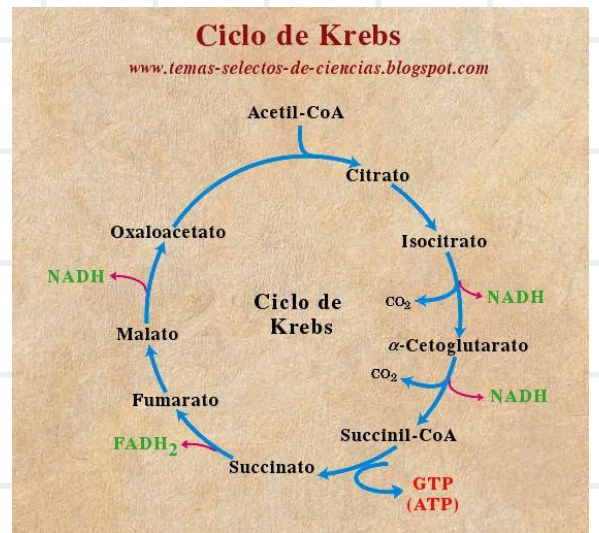 Ciclo de Krebs
www.temas-selectos-de-ciencias.blogspot.com
Acetil-CoA
Citrato
Isocitrato
CO₂
NADH
α-Cetoglutarato
CO₂
NADH
Succinil-CoA
GTP
(ATP)
Succinato
FADH₂
Fumarato
Malato
NADH
Oxaloacetato
Ciclo de
Krebs